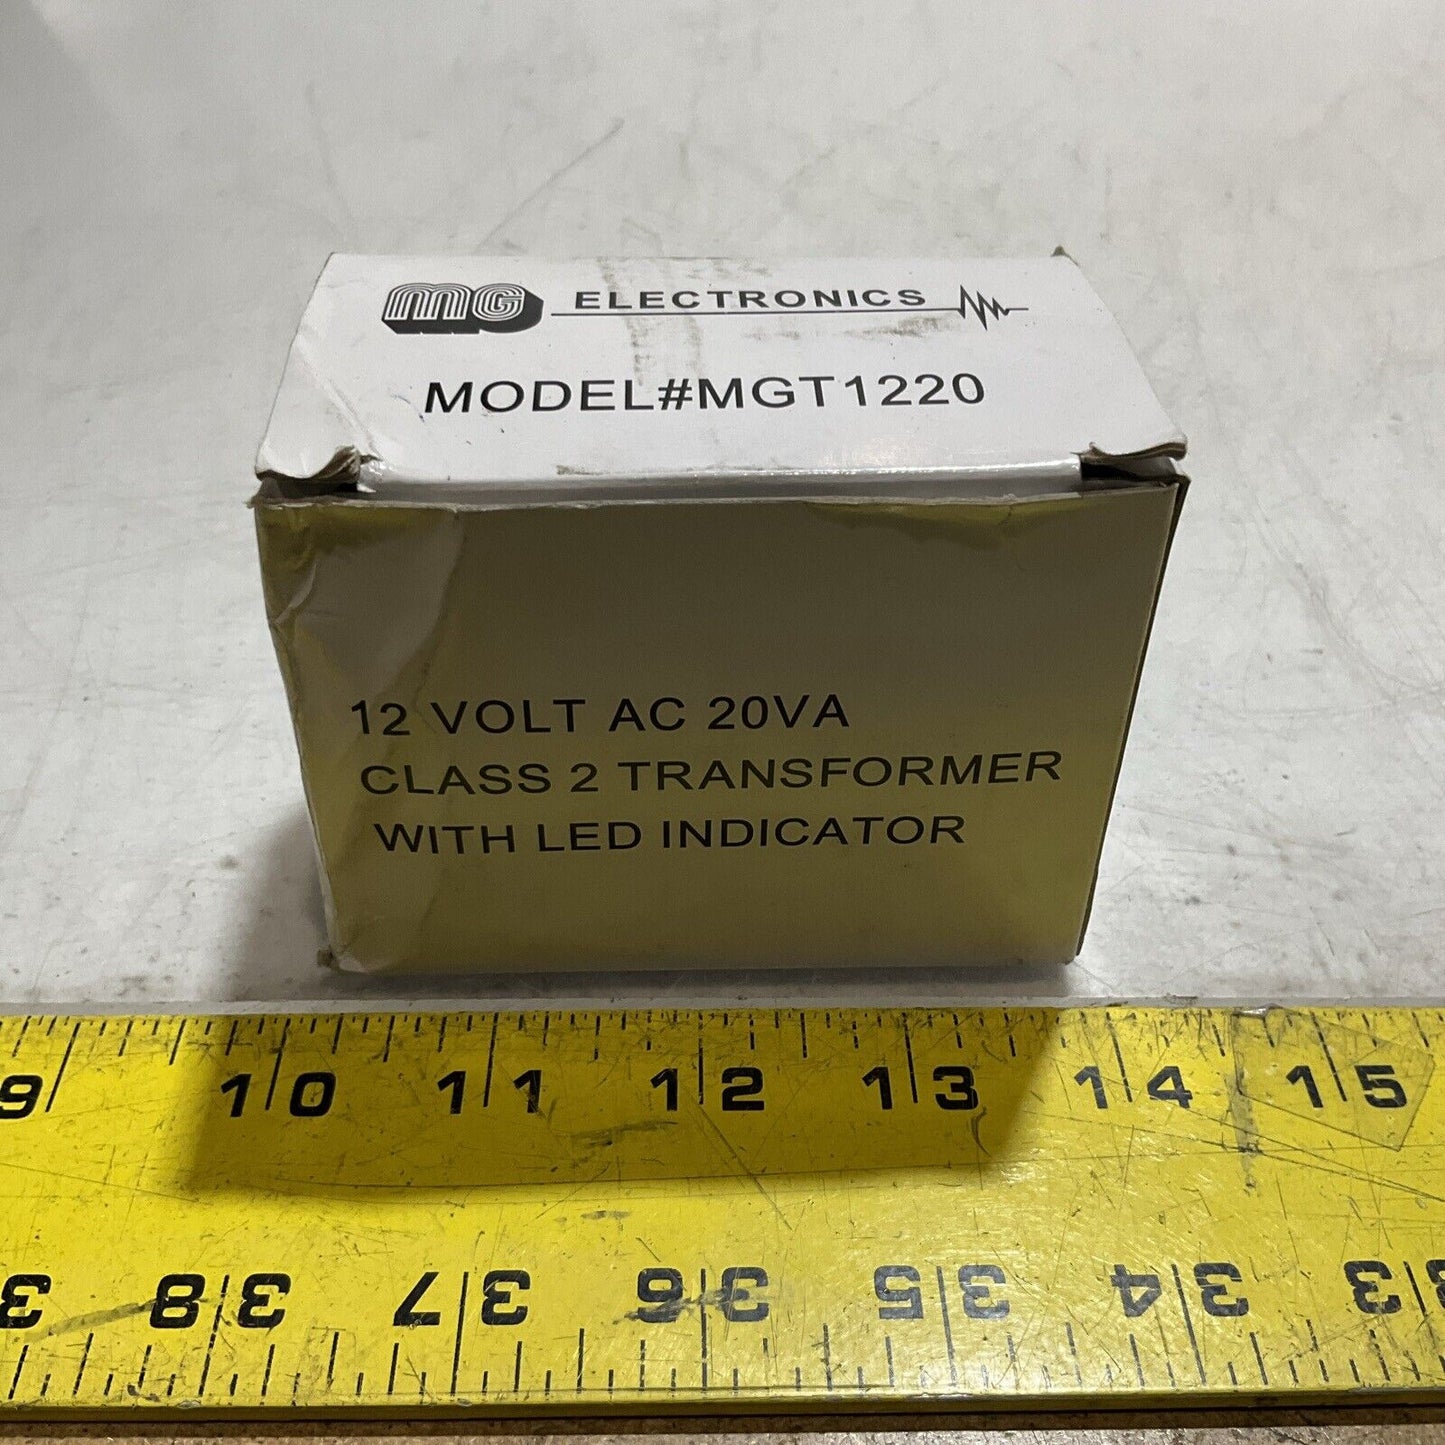 MG ELECTRONICS
MODEL#MGT1220
12 VOLT AC 20VA
CLASS 2 TRANSFORMER
WITH LED INDICATOR
9 10 11 12 13 14 15
33 34 35 36 37 38 3